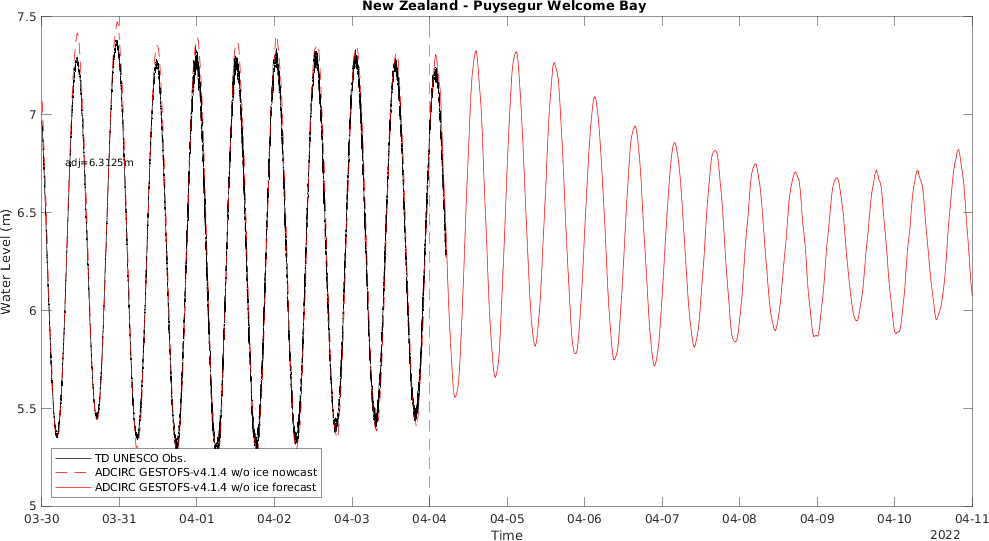 New Zealand - Puysegur Welcome Bay
7.5
7
6.5
6
5.5
5
Water Level (m)
adj=6.3125m
TD UNESCO Obs.
ADCIRC GESTOFS-v4.1.4 w/o ice nowcast
ADCIRC GESTOFS-v4.1.4 w/o ice forecast
03-30 03-31 04-01 04-02 04-03 04-04 04-05 04-06 04-07 04-08 04-09 04-10 04-11
Time
2022